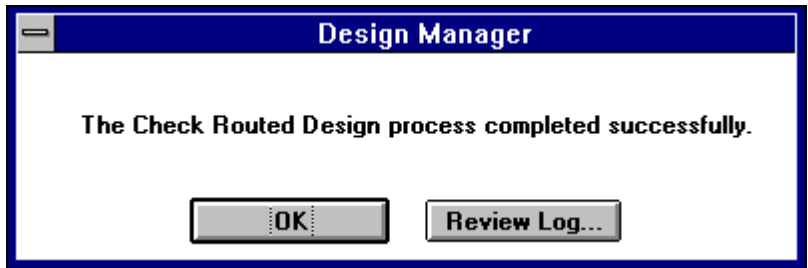 Design Manager
The Check Routed Design process completed successfully.
OK
Review Log...